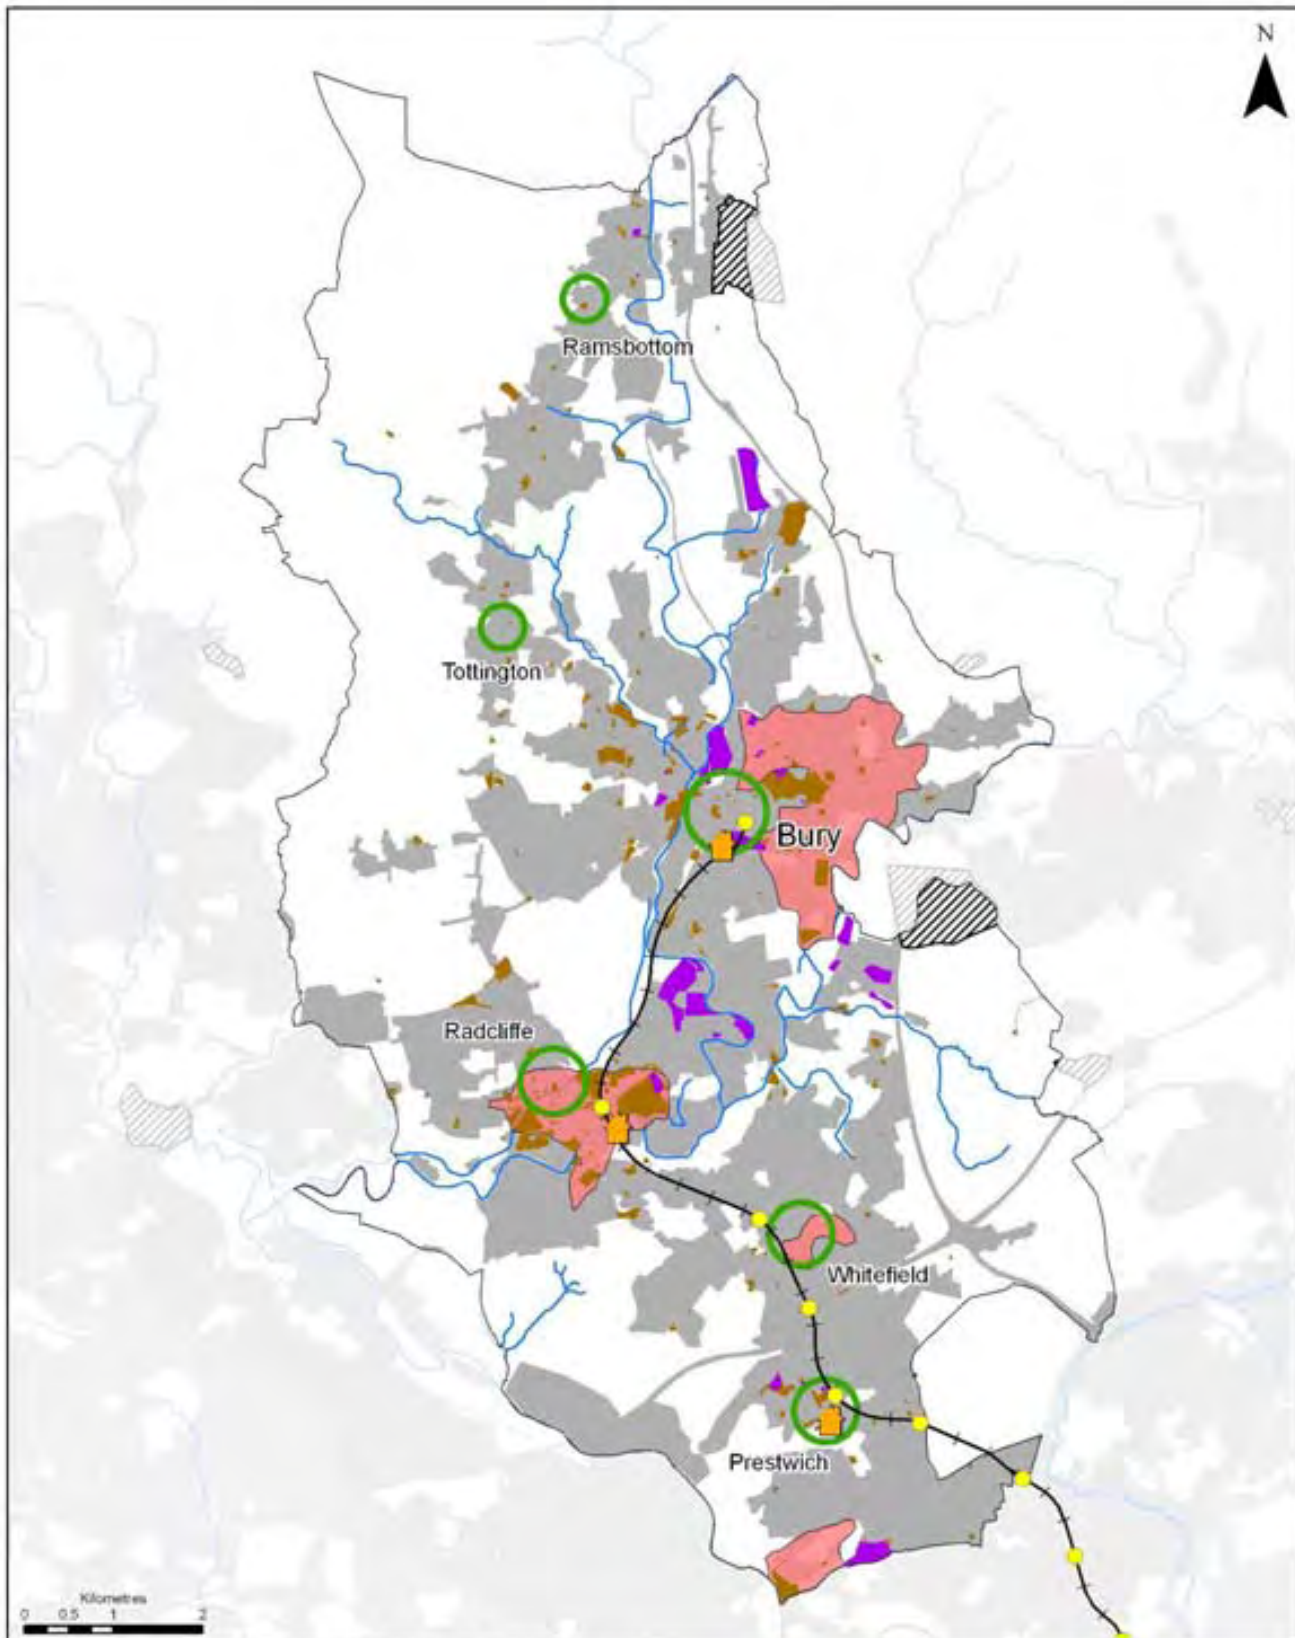 N
Ramsbottom
Tottington
Bury
Radcliffe
Whitefield
Prestwich
Kilometres
0 0.5 1 2